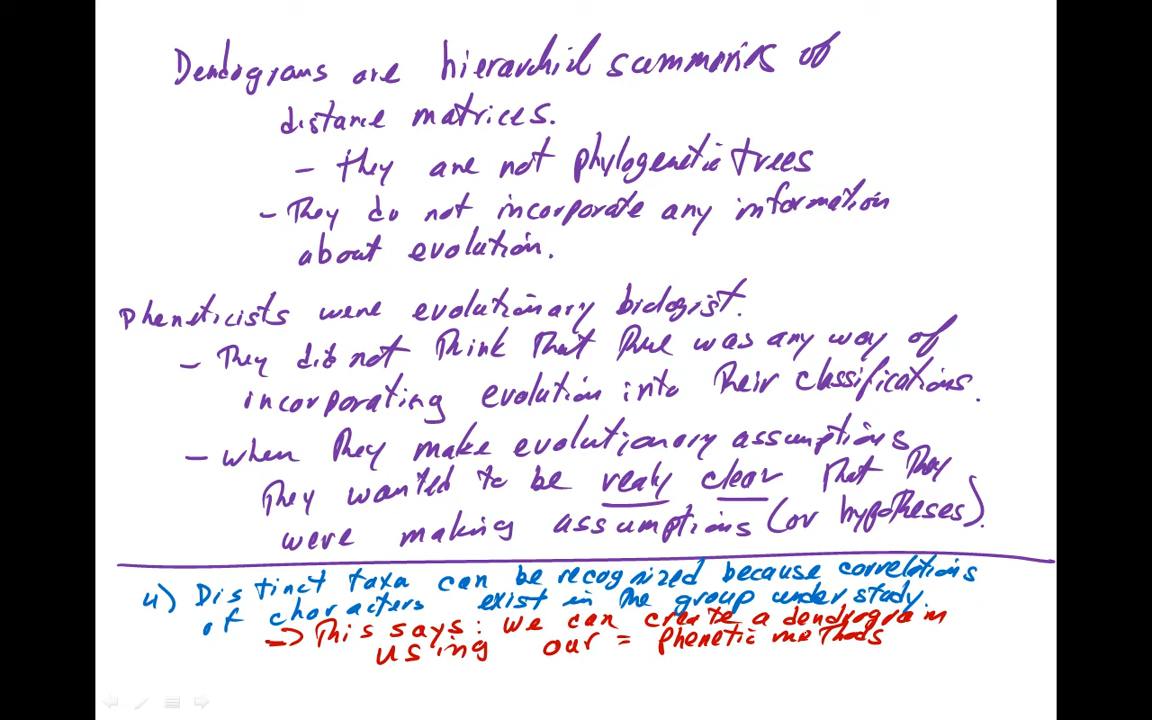 Dendograms are hierarchicl summaries of
distance matrices.
- they are not phylogenetic trees
- They do not incorporate any information
about evolution.
Pheneticists were evolutionary biologist.
- They did not Think that There was any way of
incorporating evolution into Their classifications.
- when They make evolutionary assumptions
They wanted to be realy clear That They
were making assumptions (or hypotheses).
4) Distinct taxa can be recognized because correlations
of characters exist in the group under study.
=> This says: we can create a dendrogram
using our = phenetic methods